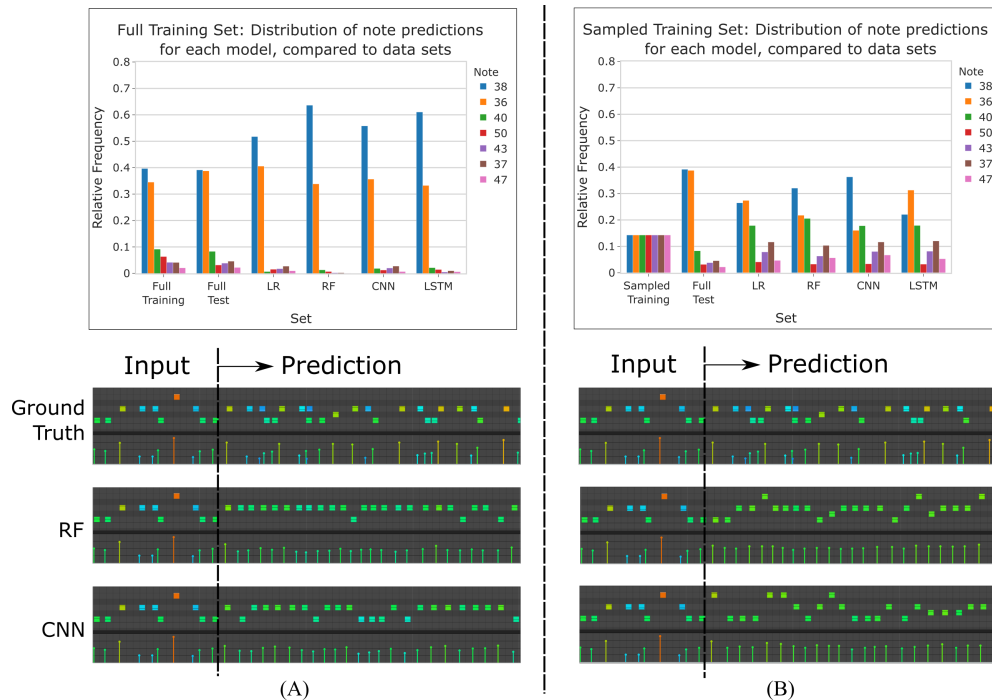 Full Training Set: Distribution of note predictions
for each model, compared to data sets
Relative Frequency
0.8
0.7
0.6
0.5
0.4
0.3
0.2
0.1
0
Full
Training
Full
Test
LR
RF
CNN
LSTM
Set
Note
38
36
40
50
43
37
47
Sampled Training Set: Distribution of note predictions
for each model, compared to data sets
Relative Frequency
0.8
0.7
0.6
0.5
0.4
0.3
0.2
0.1
0
Sampled
Training
Full
Test
LR
RF
CNN
LSTM
Set
Note
38
36
40
50
43
37
47
Input
Prediction
Input
Prediction
Ground
Truth
RF
CNN
(A)
(B)